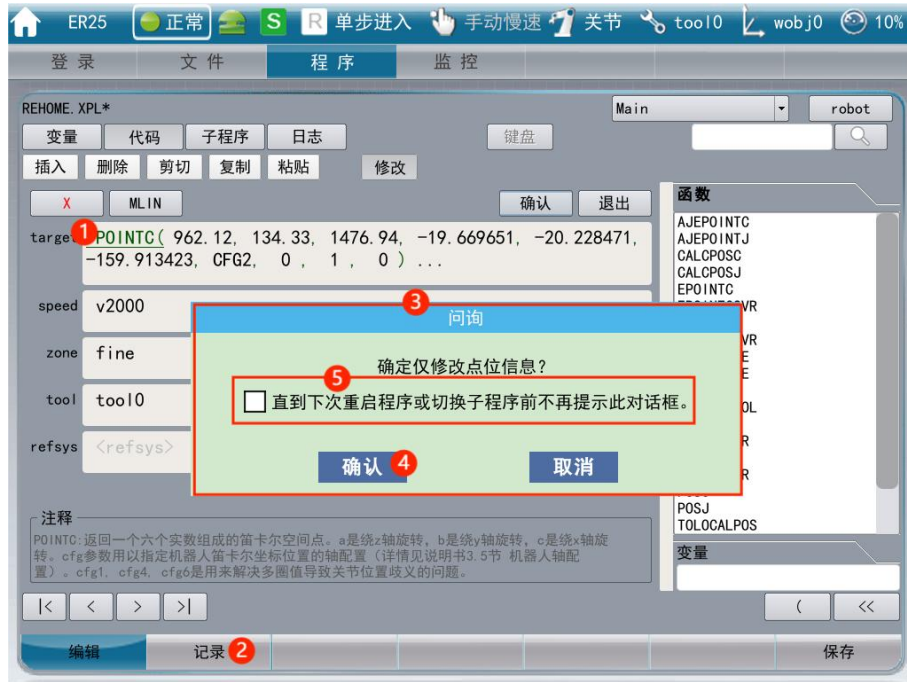 ER25 正常 S R 单步进入 手动慢速 关节 tool0 wobj0 10%
登录 文件 程序 监控
REHOME.XPL* Main robot
变量 代码 子程序 日志 键盘
插入 删除 剪切 复制 粘贴 修改
X MLIN 确认 退出 函数
target 1 POINTC( 962.12, 134.33, 1476.94, -19.669651, -20.228471,
-159.913423, CFG2, 0 , 1 , 0 ) ...
AJEPOINTC
AJEPOINTJ
CALCPOSC
CALCPOSJ
EPOINTC
speed v2000
3
问询
确定仅修改点位信息?
5
直到下次重启程序或切换子程序前不再提示此对话框。
确认 4 取消
zone fine
tool tool0
refsys <refsys>
VR
VR
E
E
OL
R
R
POSJ
TOLOCALPOS
注释
POINTC:返回一个六个实数组成的笛卡尔空间点。a是绕z轴旋转，b是绕y轴旋转，c是绕x轴旋
转。cfg参数用以指定机器人笛卡尔坐标位置的轴配置（详情见说明书3.5节 机器人轴配
置）。cfg1, cfg4, cfg6是用来解决多圈值导致关节位置歧义的问题。
变量
|< < > >| ( <<
编辑 记录 2 保存